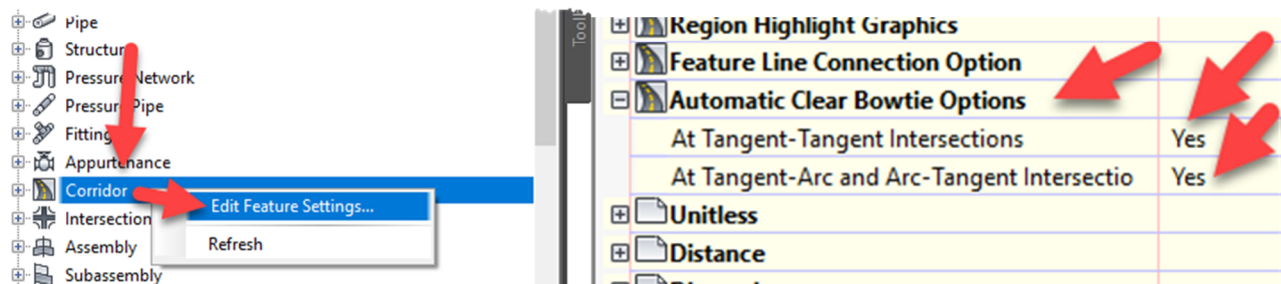 Pipe
Structur
Pressure Network
Pressure Pipe
Fitting
Appurtenance
Corridor
Edit Feature Settings...
Intersection
Refresh
Assembly
Subassembly
Tool
Region Highlight Graphics
Feature Line Connection Option
Automatic Clear Bowtie Options
At Tangent-Tangent Intersections Yes
At Tangent-Arc and Arc-Tangent Intersectio Yes
Unitless
Distance